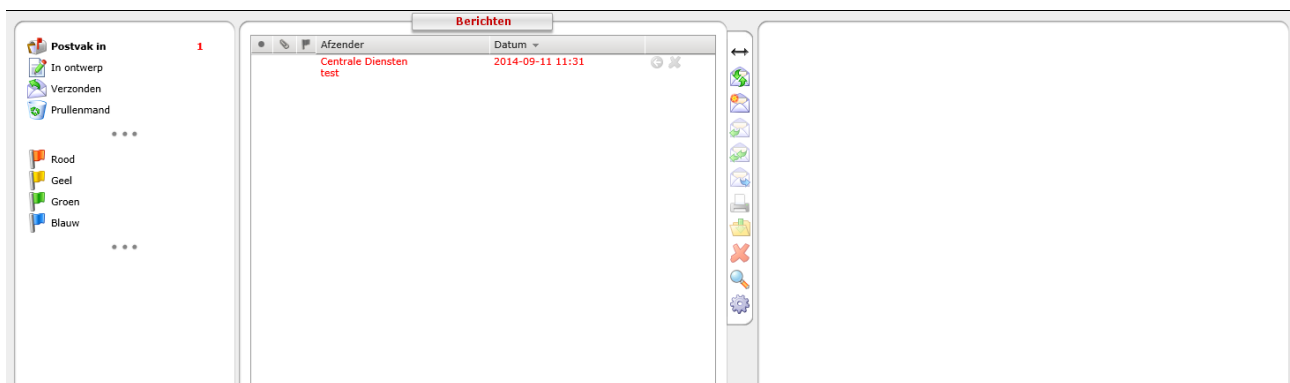 Berichten
Postvak in 1
In ontwerp
Verzonden
Prullenmand
Rood
Geel
Groen
Blauw
Afzender Datum
Centrale Diensten 2014-09-11 11:31
test